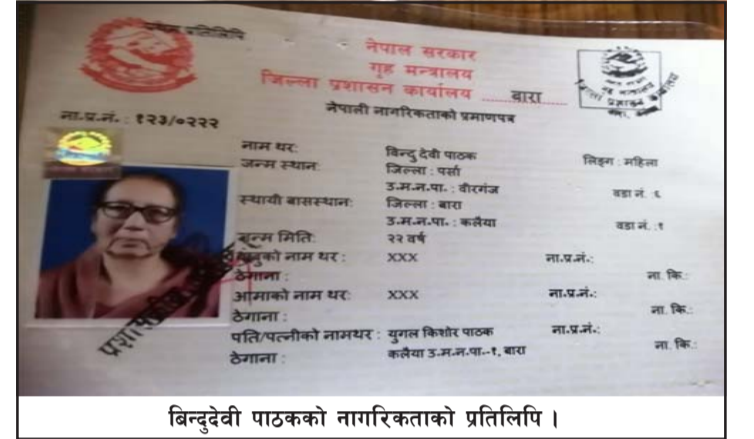 प्रतिलिपि
नेपाल सरकार
गृह मन्त्रालय
जिल्ला प्रशासन कार्यालय ........बारा........
नेपाली नागरिकताको प्रमाणपत्र
ना.प्र.नं. : १२३/०२२२
नाम थर: विन्दु देवी पाठक लिङ्ग : महिला
जन्म स्थान: जिल्ला : पर्सा
उ.म.न.पा. : वीरगंज वडा नं. :६
स्थायी बासस्थान: जिल्ला : बारा
उ.म.न.पा. : कलैया वडा नं. :१
जन्म मिति: २२ वर्ष
नाम थर : XXX ना.प्र.नं.:
ठेगाना : ना. कि.:
आमाको नाम थर: XXX ना.प्र.नं.:
ठेगाना : ना. कि.:
पति/पत्नीको नामथर : युगल किशोर पाठक ना.प्र.नं.:
ठेगाना : कलैया उ.म.न.पा.-१, बारा ना. कि.:
बिन्दुदेवी पाठकको नागरिकताको प्रतिलिपि ।